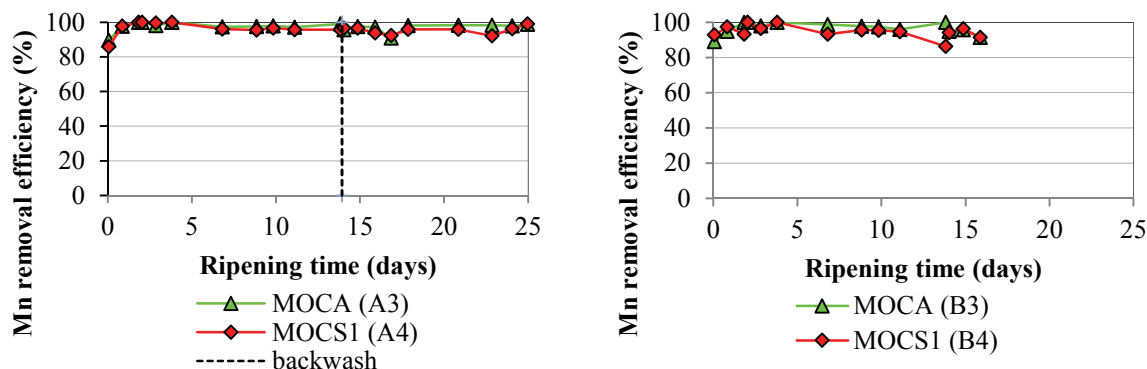 Mn removal efficiency (%)
100
80
60
40
20
0
0 5 10 15 20 25
Ripening time (days)
MOCA (A3)
MOCS1 (A4)
backwash
Mn removal efficiency (%)
100
80
60
40
20
0
0 5 10 15 20 25
Ripening time (days)
MOCA (B3)
MOCS1 (B4)